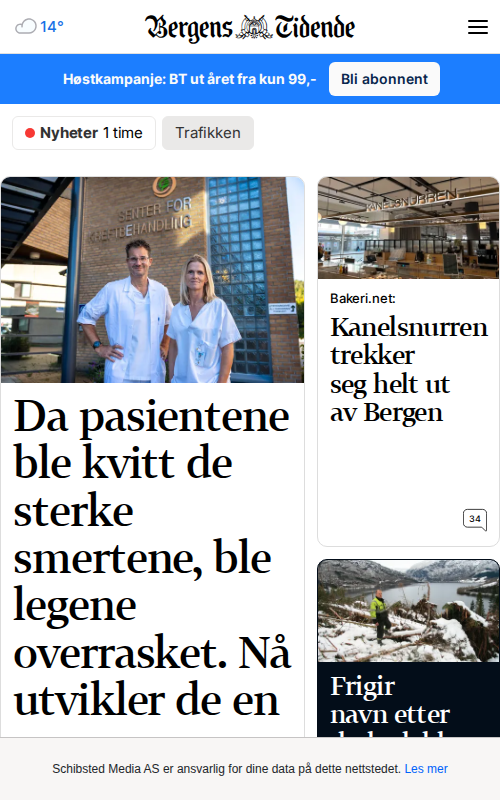 14°
Bergens Tidende
Høstkampanje: BT ut året fra kun 99,-
Bli abonnent
Nyheter 1 time
Trafikken
SENTER FOR
KREFTBEHANDLING
Da pasientene
ble kvitt de
sterke
smertene, ble
legene
overrasket. Nå
utvikler de en
KANELSNURREN
Bakeri.net:
Kanelsnurren
trekker
seg helt ut
av Bergen
34
Frigir
navn etter
Schibsted Media AS er ansvarlig for dine data på dette nettstedet. Les mer